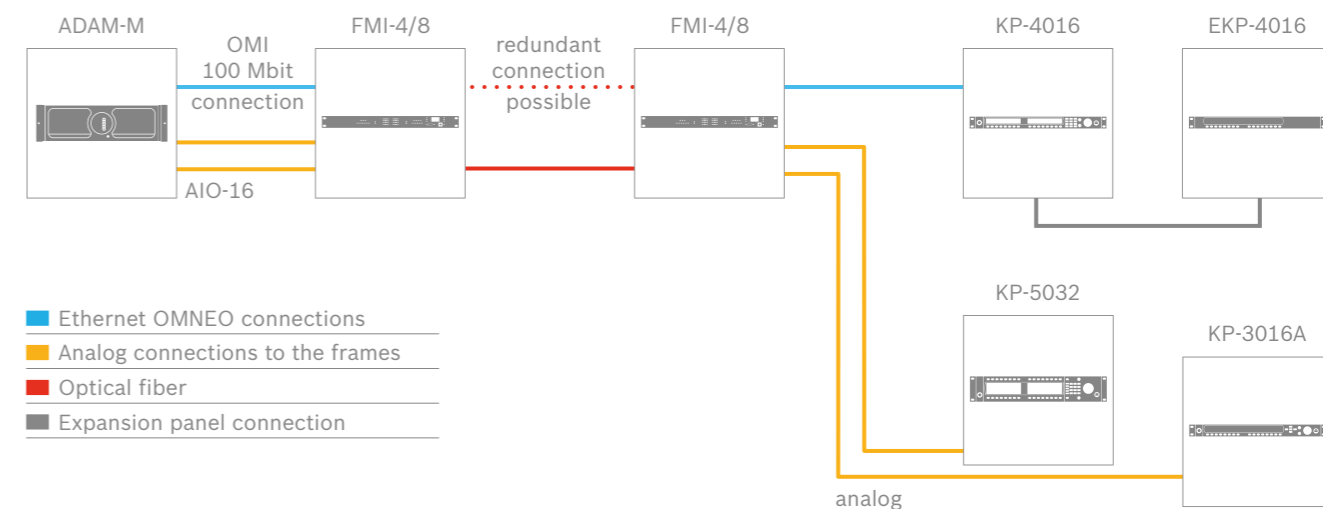 ADAM-M
FMI-4/8
FMI-4/8
KP-4016
EKP-4016
OMI
100 Mbit
connection
redundant
connection
possible
AIO-16
KP-5032
KP-3016A
Ethernet OMNEO connections
Analog connections to the frames
Optical fiber
Expansion panel connection
analog